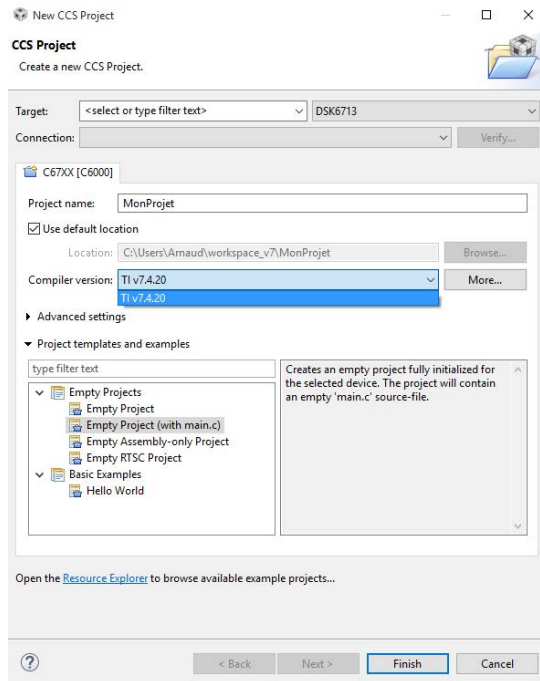 New CCS Project
CCS Project
Create a new CCS Project.
Target: <select or type filter text> DSK6713
Connection: Verify...
C67XX [C6000]
Project name: MonProjet
Use default location
Location: C:\Users\Arnaud\workspace_v7\MonProjet Browse...
Compiler version: TI v7.4.20 More...
TI v7.4.20
Advanced settings
Project templates and examples
type filter text
Empty Projects
Empty Project
Empty Project (with main.c)
Empty Assembly-only Project
Empty RTSC Project
Basic Examples
Hello World
Creates an empty project fully initialized for
the selected device. The project will contain
an empty 'main.c' source-file.
Open the Resource Explorer to browse available example projects...
? < Back Next > Finish Cancel